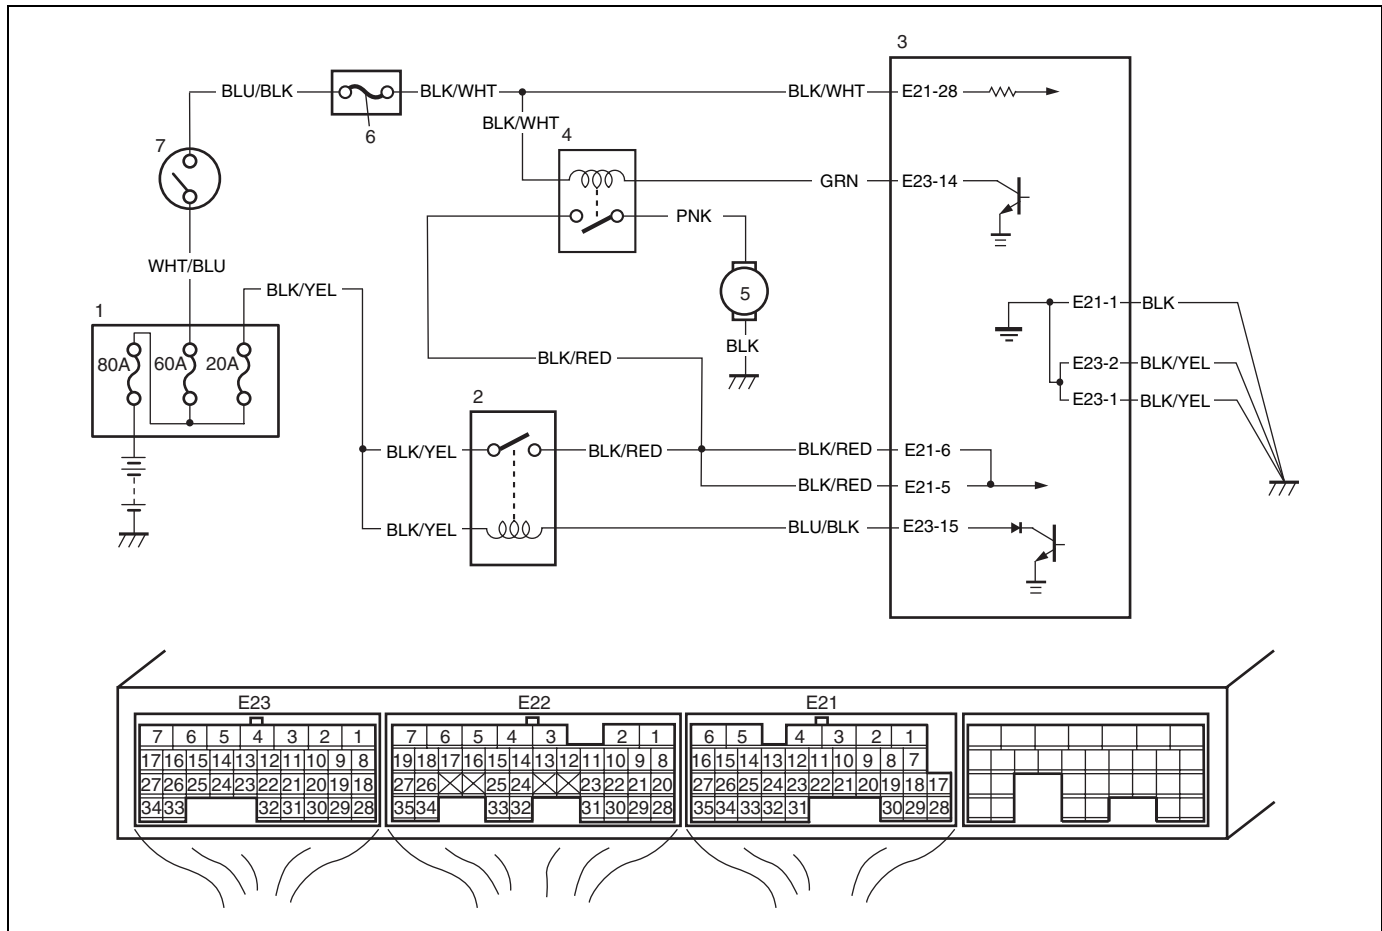 3
BLU/BLK
BLK/WHT
BLK/WHT
E21-28
6
BLK/WHT
4
7
GRN
E23-14
PNK
WHT/BLU
BLK/YEL
5
1
E21-1
BLK
80A
60A
20A
BLK/RED
BLK
E23-2
BLK/YEL
2
E23-1
BLK/YEL
BLK/YEL
BLK/RED
BLK/RED
E21-6
BLK/RED
E21-5
BLK/YEL
BLU/BLK
E23-15
E23
7 6 5 4 3 2 1
17 16 15 14 13 12 11 10 9 8
27 26 25 24 23 22 21 20 19 18
34 33 32 31 30 29 28
E22
7 6 5 4 3 2 1
19 18 17 16 15 14 13 12 11 10 9 8
27 26 25 24 23 22 21 20
35 34 33 32 31 30 29 28
E21
6 5 4 3 2 1
16 15 14 13 12 11 10 9 8 7
27 26 25 24 23 22 21 20 19 18 17
35 34 33 32 31 30 29 28